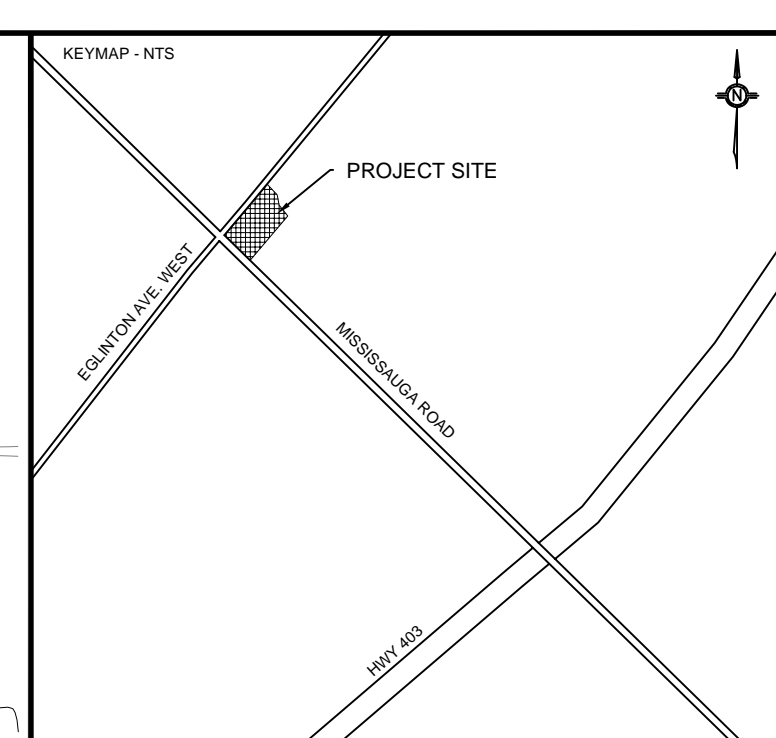 KEYMAP - NTS
N
PROJECT SITE
EGLINTON AVE. WEST
MISSISSAUGA ROAD
HWY 403